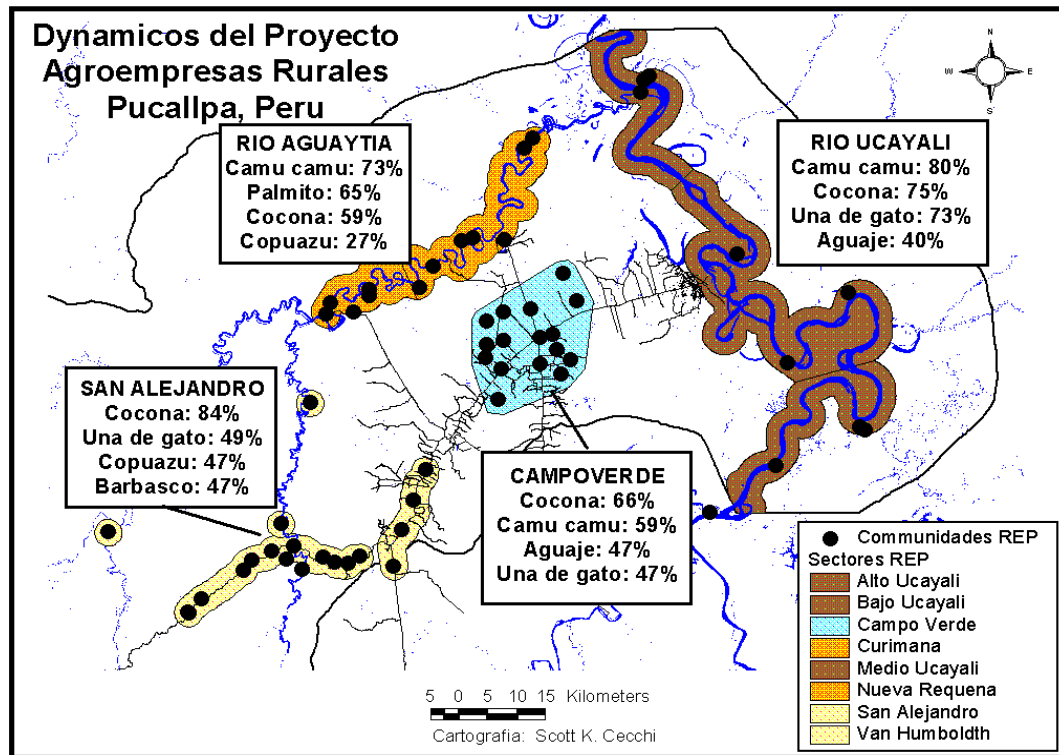 Dynamicos del Proyecto
Agroempresas Rurales
Pucallpa, Peru
N
W E
S
RIO AGUAYTIA
Camu camu: 73%
Palmito: 65%
Cocona: 59%
Copuazu: 27%
RIO UCAYALI
Camu camu: 80%
Cocona: 75%
Una de gato: 73%
Aguaje: 40%
SAN ALEJANDRO
Cocona: 84%
Una de gato: 49%
Copuazu: 47%
Barbasco: 47%
CAMPOVERDE
Cocona: 66%
Camu camu: 59%
Aguaje: 47%
Una de gato: 47%
Communidades REP
Sectores REP
Alto Ucayali
Bajo Ucayali
Campo Verde
Curimana
Medio Ucayali
Nueva Requena
San Alejandro
Van Humboldth
5 0 5 10 15 Kilometers
Cartografia: Scott K. Cecchi